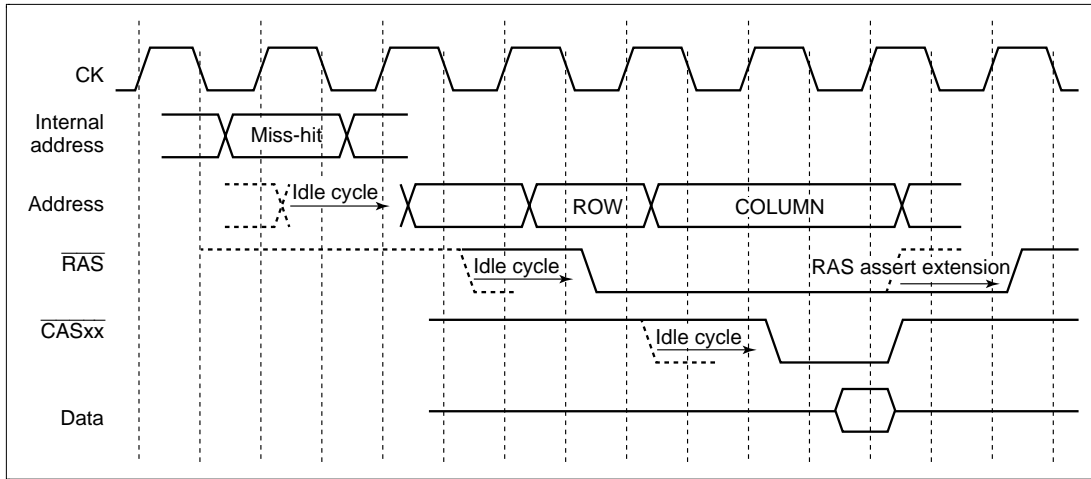 CK
Internal
address
Miss-hit
Address
Idle cycle
ROW
COLUMN
RAS
Idle cycle
RAS assert extension
CASxx
Idle cycle
Data